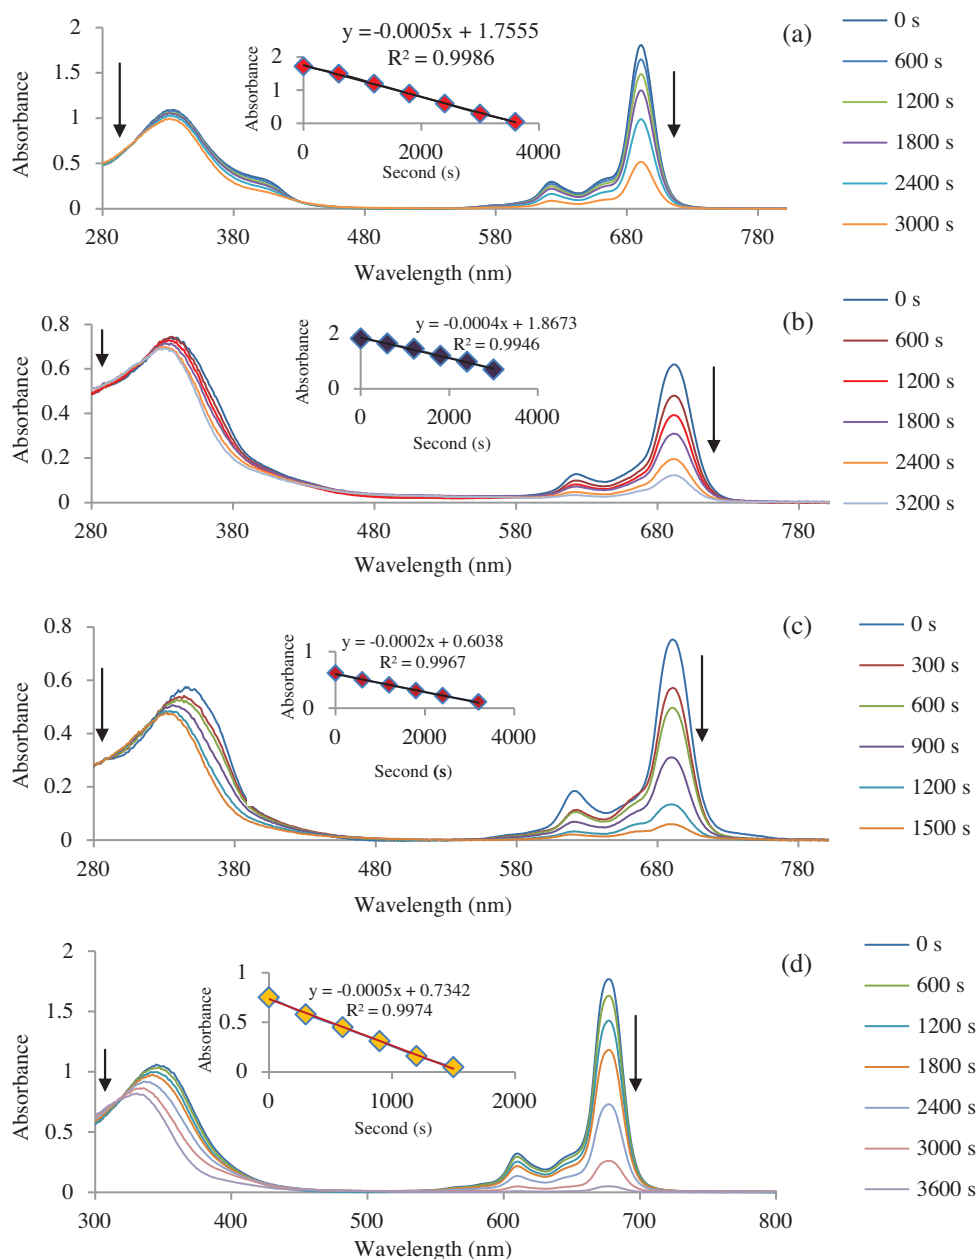 (a)
y =-0.0005x + 1.7555
R² = 0.9986
Absorbance
2
1
0
0 2000 4000
Second (s)
Absorbance
2
1.5
1
0.5
0
280 380 480 580 680 780
Wavelength (nm)
0 s
600 s
1200 s
1800 s
2400 s
3000 s
(b)
y = -0.0004x + 1.8673
R² = 0.9946
Absorbance
2
0
0 2000 4000
Second (s)
Absorbance
0.8
0.6
0.4
0.2
0
280 380 480 580 680 780
Wavelength (nm)
0 s
600 s
1200 s
1800 s
2400 s
3200 s
(c)
y = -0.0002x + 0.6038
R² = 0.9967
Absorbance
1
0
0 2000 4000
Second (s)
Absorbance
0.8
0.6
0.4
0.2
0
280 380 480 580 680 780
Wavelength (nm)
0 s
300 s
600 s
900 s
1200 s
1500 s
(d)
y = -0.0005x + 0.7342
R² = 0.9974
Absorbance
1
0.5
0
0 1000 2000
Second (s)
Absorbance
2
1.5
1
0.5
0
300 400 500 600 700 800
Wavelength (nm)
0 s
600 s
1200 s
1800 s
2400 s
3000 s
3600 s